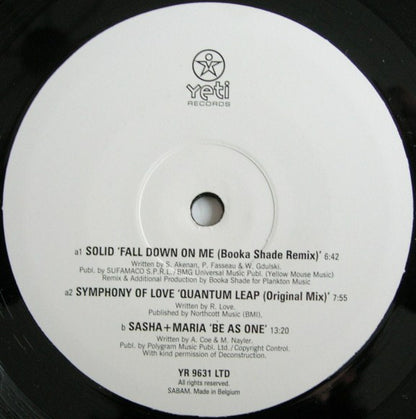 Yeti
RECORDS
a1 SOLID 'FALL DOWN ON ME (Booka Shade Remix)' 6:42
Written by S. Akenan, P. Fasseau & W. Gdulski.
Publ. by SUFAMACO S.P.R.L. / BMG Universal Music Publ. (Yellow Mouse Music)
Remix & Additional Production by Booka Shade for Plankton Music
a2 SYMPHONY OF LOVE 'QUANTUM LEAP (Original Mix)' 7:55
Written by R. Love.
Published by Northcott Music (BMI),
b SASHA+MARIA 'BE AS ONE' 13:20
Written by A. Coe & M. Nayler.
Publ. by Polygram Music Publ. Ltd./Copyright Control.
With kind permission of Deconstruction.
YR 9631 LTD
All rights reserved.
SABAM. Made in Belgium